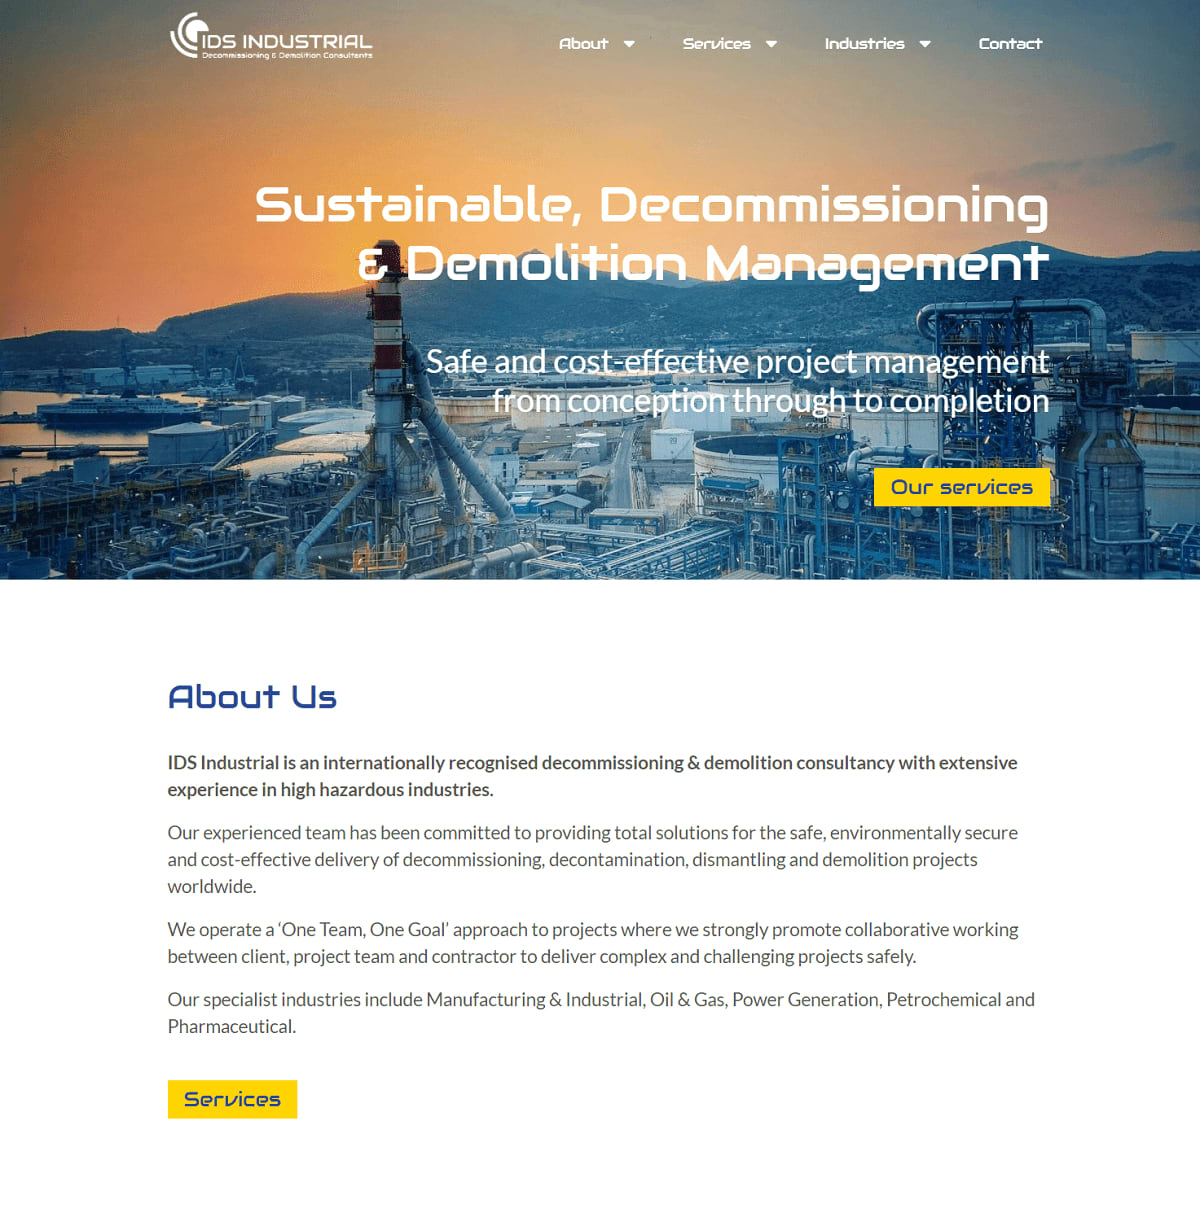 IDS INDUSTRIAL
Decommissioning & Demolition Consultants
About
Services
Industries
Contact
Sustainable, Decommissioning
& Demolition Management
Safe and cost-effective project management
from conception through to completion
Our services
About Us
IDS Industrial is an internationally recognised decommissioning & demolition consultancy with extensive
experience in high hazardous industries.
Our experienced team has been committed to providing total solutions for the safe, environmentally secure
and cost-effective delivery of decommissioning, decontamination, dismantling and demolition projects
worldwide.
We operate a ‘One Team, One Goal’ approach to projects where we strongly promote collaborative working
between client, project team and contractor to deliver complex and challenging projects safely.
Our specialist industries include Manufacturing & Industrial, Oil & Gas, Power Generation, Petrochemical and
Pharmaceutical.
Services